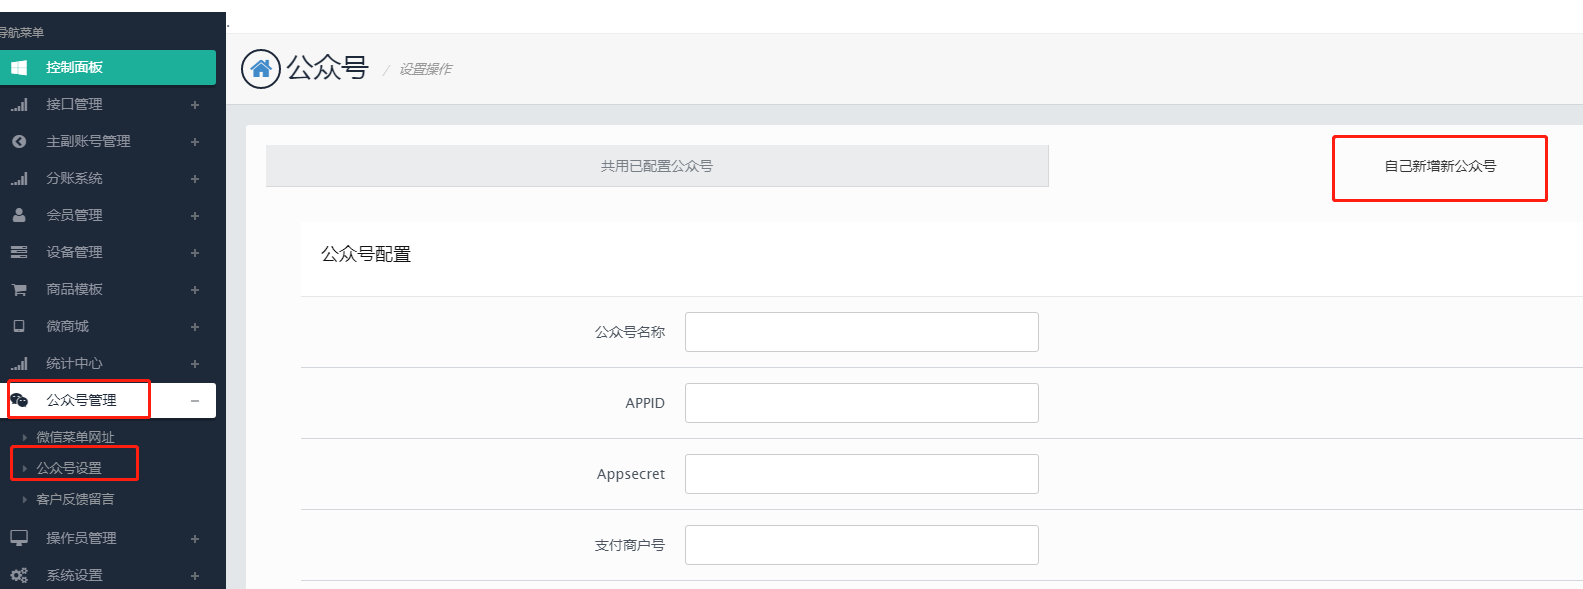 导航菜单
控制面板
接口管理
主副账号管理
分账系统
会员管理
设备管理
商品模板
微商城
统计中心
公众号管理
微信菜单网址
公众号设置
客户反馈留言
操作员管理
系统设置
公众号 / 设置操作
共用已配置公众号
自己新增新公众号
公众号配置
公众号名称
APPID
Appsecret
支付商户号